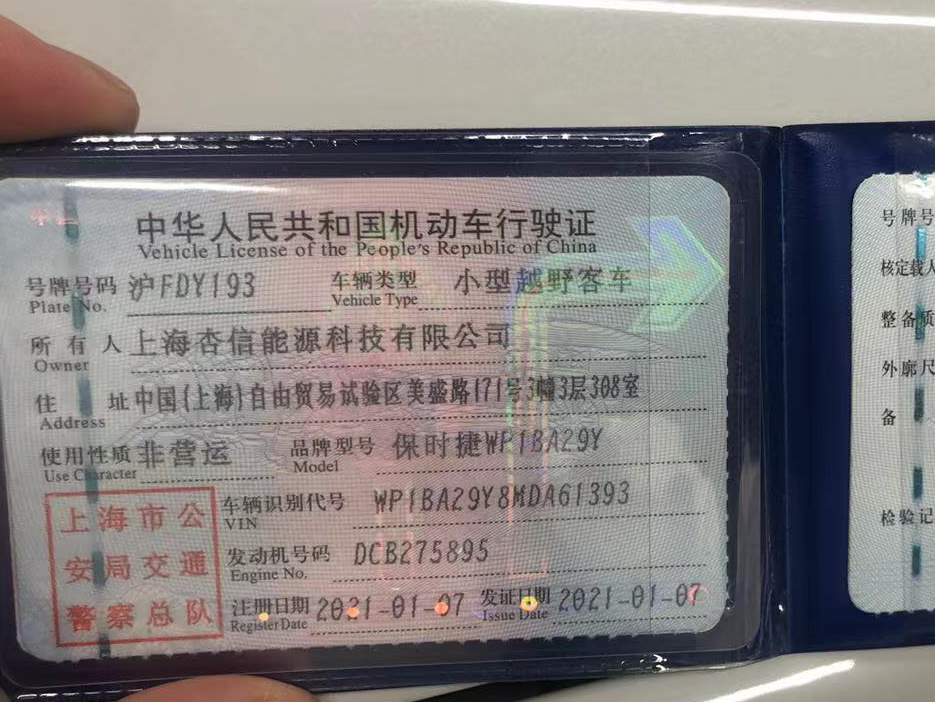 中华人民共和国机动车行驶证
Vehicle License of the People's Republic of China
号牌号码 沪FDY193 车辆类型 小型越野客车
Plate No. Vehicle Type
所有人 上海杏信能源科技有限公司
Owner
住址 中国(上海)自由贸易试验区美盛路171号3幢3层308室
Address
使用性质 非营运 品牌型号 保时捷WP1BA29Y
Use Character Model
车辆识别代号 WP1BA29Y8MDA61393
VIN
发动机号码 DCB275895
Engine No.
注册日期 2021-01-07 发证日期 2021-01-07
Register Date Issue Date
上海市公
安局交通
警察总队
号牌号
核定载人
整备质
外廓尺
备
检验记